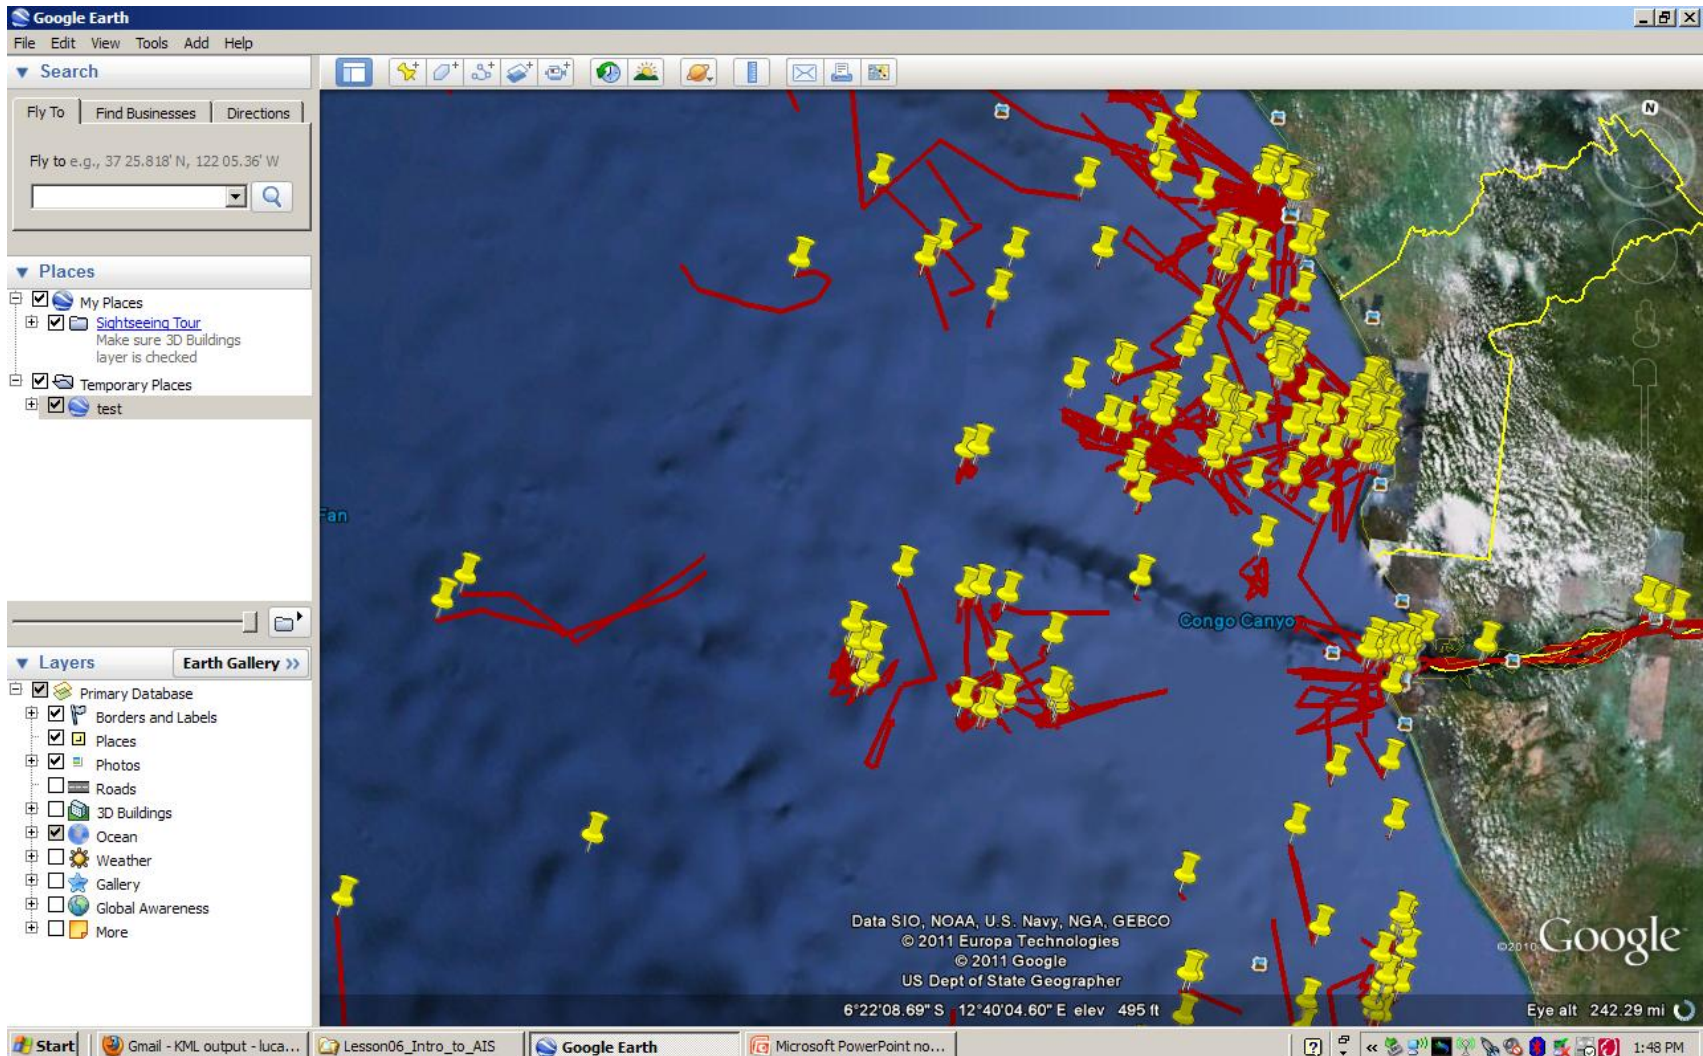 Google Earth
File Edit View Tools Add Help
Search
Fly To Find Businesses Directions
Fly to e.g., 37 25.818' N, 122 05.36' W
Places
My Places
Sightseeing Tour
Make sure 3D Buildings
layer is checked
Temporary Places
test
Layers
Earth Gallery »
Primary Database
Borders and Labels
Places
Photos
Roads
3D Buildings
Ocean
Weather
Gallery
Global Awareness
More
N
Fan
Congo Canyo
Data SIO, NOAA, U.S. Navy, NGA, GEBCO
© 2011 Europa Technologies
© 2011 Google
US Dept of State Geographer
©2010 Google
6°22'08.69" S 12°40'04.60" E elev 495 ft
Eye alt 242.29 mi
Start Gmail - KML output - luca... Lesson06_Intro_to_AIS Google Earth Microsoft PowerPoint no... 1:48 PM